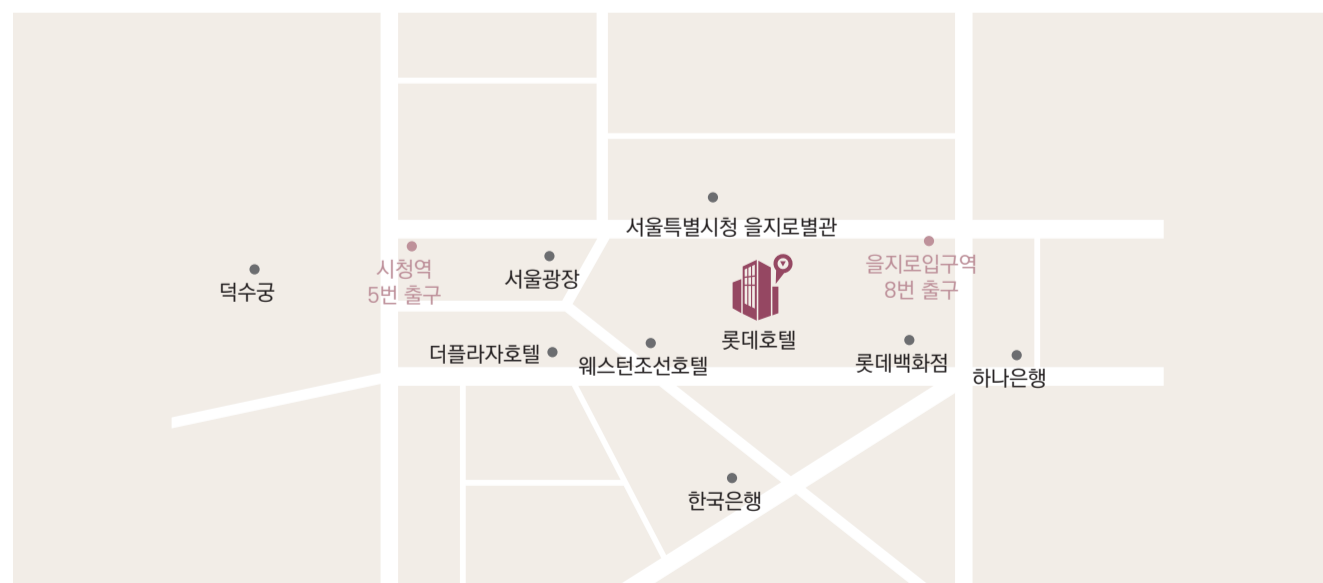 서울특별시청 을지로별관
시청역
5번 출구
을지로입구역
8번 출구
서울광장
덕수궁
롯데호텔
더플라자호텔
웨스턴조선호텔
롯데백화점
하나은행
한국은행